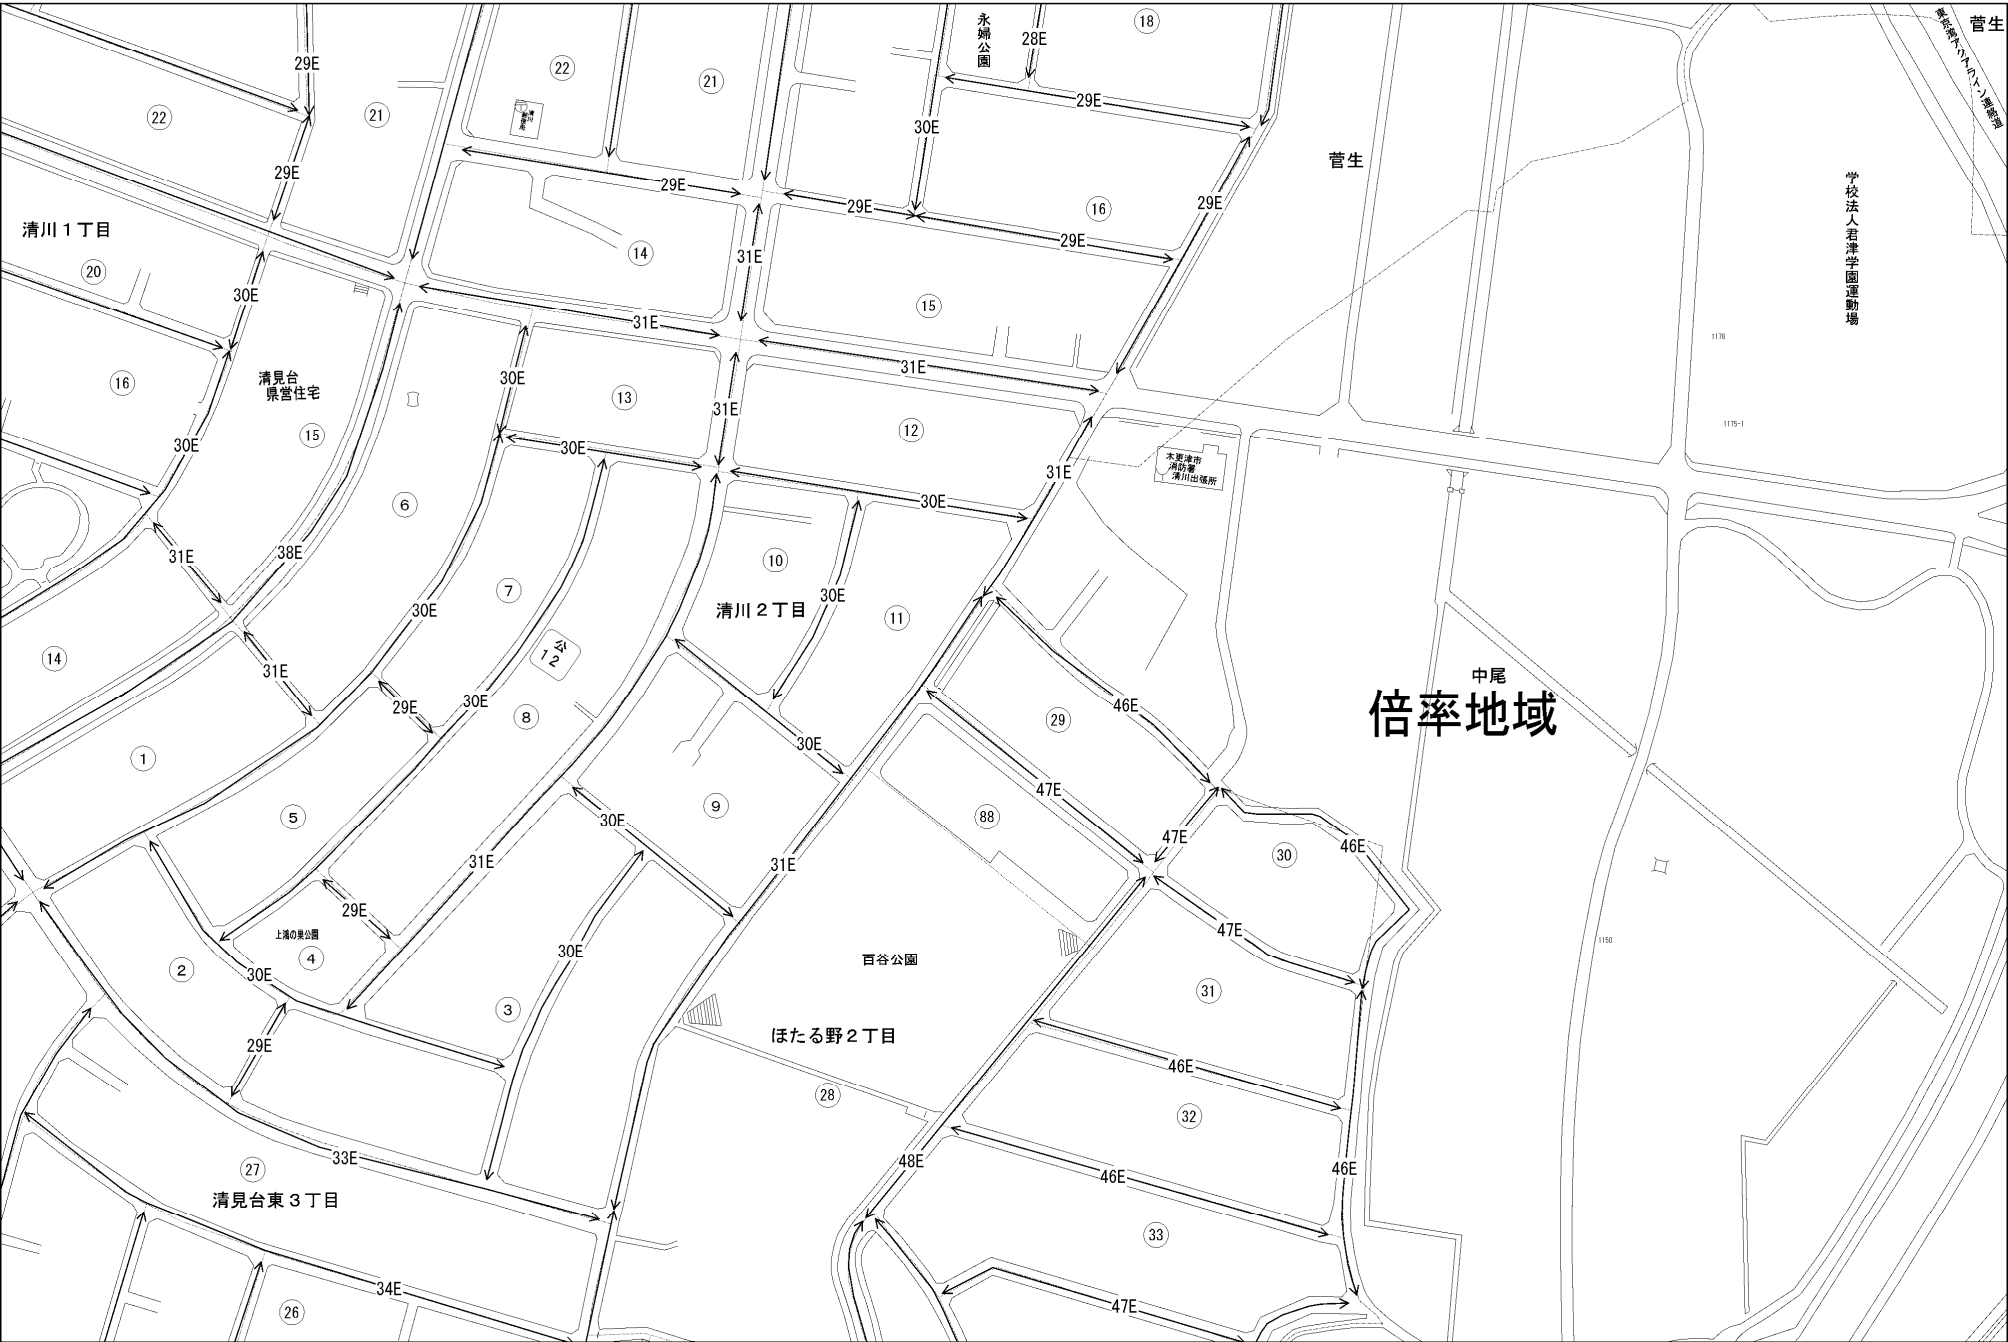 永婦公園
18
菅生
東京湾アクアライン連絡道
29E
28E
22
21
29E
22
21
清川郵便局
30E
菅生
29E
29E
29E
29E
16
29E
学校法人君津学園運動場
清川1丁目
14
29E
20
31E
30E
15
31E
1176
31E
清見台
県営住宅
16
30E
13
31E
12
1175-1
15
30E
30E
30E
木更津市
消防署
清川出張所
31E
6
30E
31E
38E
10
7
30E
30E
清川2丁目
11
14
公
12
31E
中尾
倍率地域
29E
30E
8
46E
29
30E
1
47E
9
5
30E
88
47E
46E
30
31E
31E
29E
47E
上鴻の巣公園
30E
1150
2
4
百谷公園
30E
31
3
ほたる野2丁目
29E
46E
28
32
33E
48E
27
46E
46E
清見台東3丁目
33
34E
26
47E